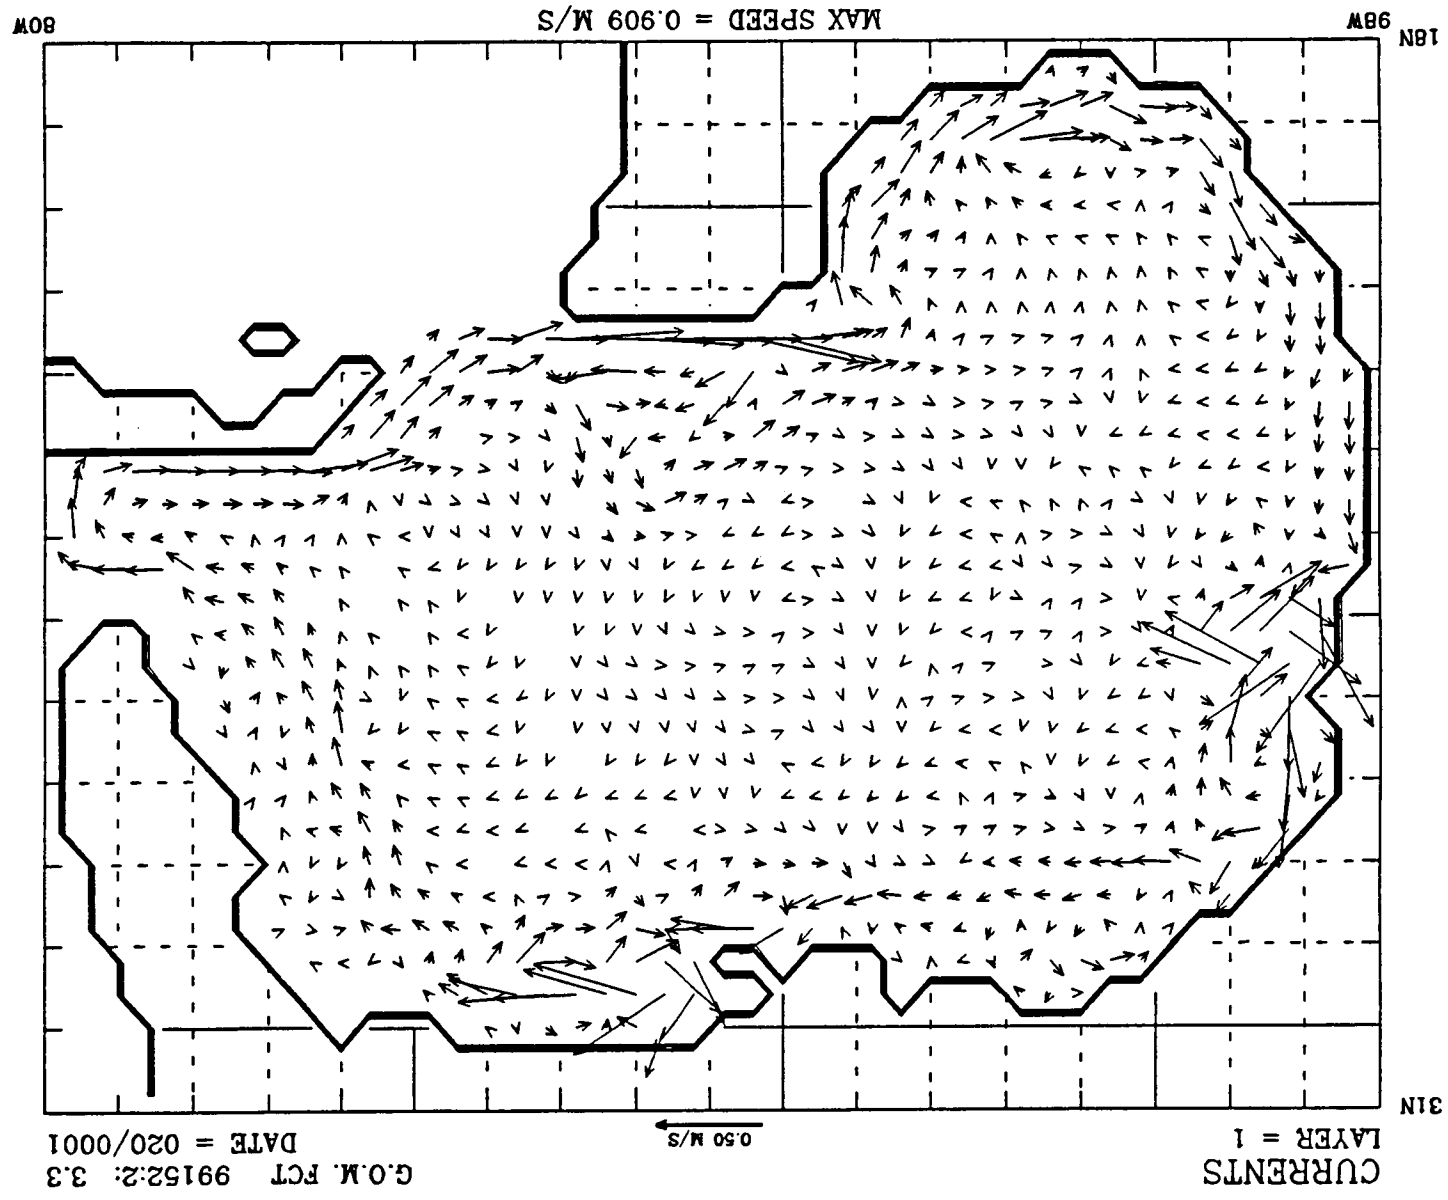 CURRENTS G.O.M. FCT 99152:2: 3.3
LAYER = 1 0.50 M/S DATE = 020/0001
31N
18N
98W MAX SPEED = 0.909 M/S 80W